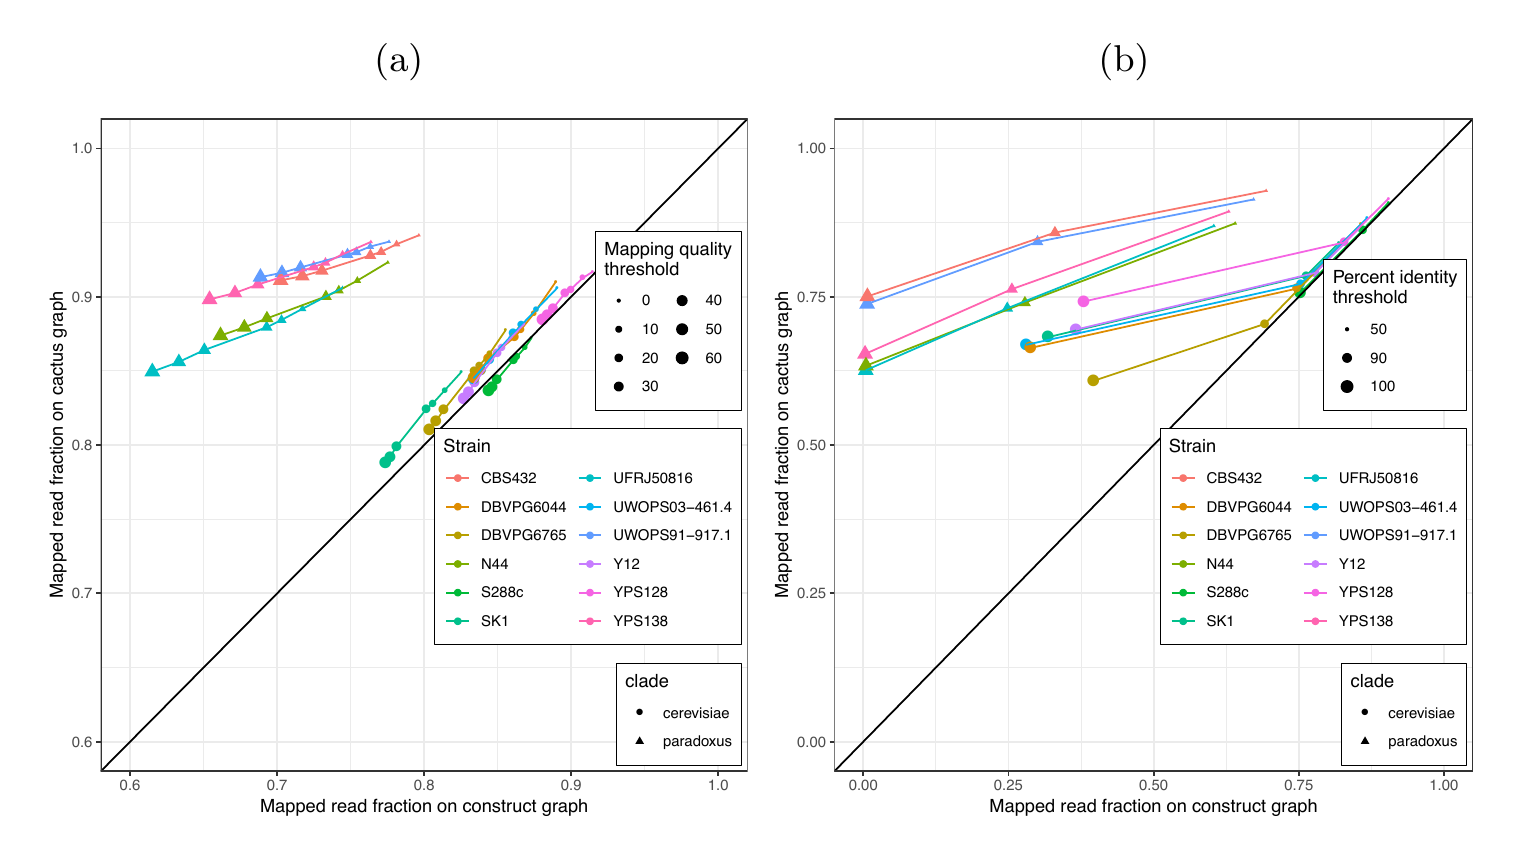 (a)
(b)
Mapped read fraction on cactus graph
1.0
0.9
0.8
0.7
0.6
0.6
0.7
0.8
0.9
1.0
Mapped read fraction on construct graph
Mapping quality
threshold
0
40
10
50
20
60
30
Strain
CBS432
UFRJ50816
DBVPG6044
UWOPS03−461.4
DBVPG6765
UWOPS91−917.1
N44
Y12
S288c
YPS128
SK1
YPS138
clade
cerevisiae
paradoxus
Mapped read fraction on cactus graph
1.00
0.75
0.50
0.25
0.00
0.00
0.25
0.50
0.75
1.00
Mapped read fraction on construct graph
Percent identity
threshold
50
90
100
Strain
CBS432
UFRJ50816
DBVPG6044
UWOPS03−461.4
DBVPG6765
UWOPS91−917.1
N44
Y12
S288c
YPS128
SK1
YPS138
clade
cerevisiae
paradoxus